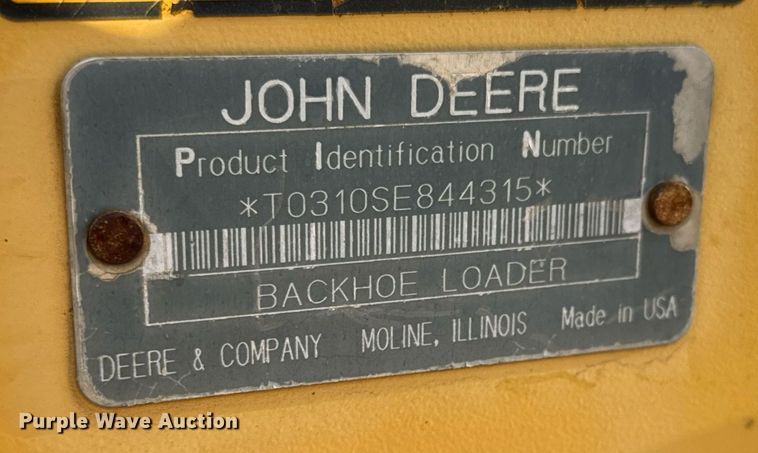 JOHN DEERE
Product Identification Number
*T0310SE844315*
BACKHOE LOADER
DEERE & COMPANY MOLINE, ILLINOIS Made in USA
Purple Wave Auction